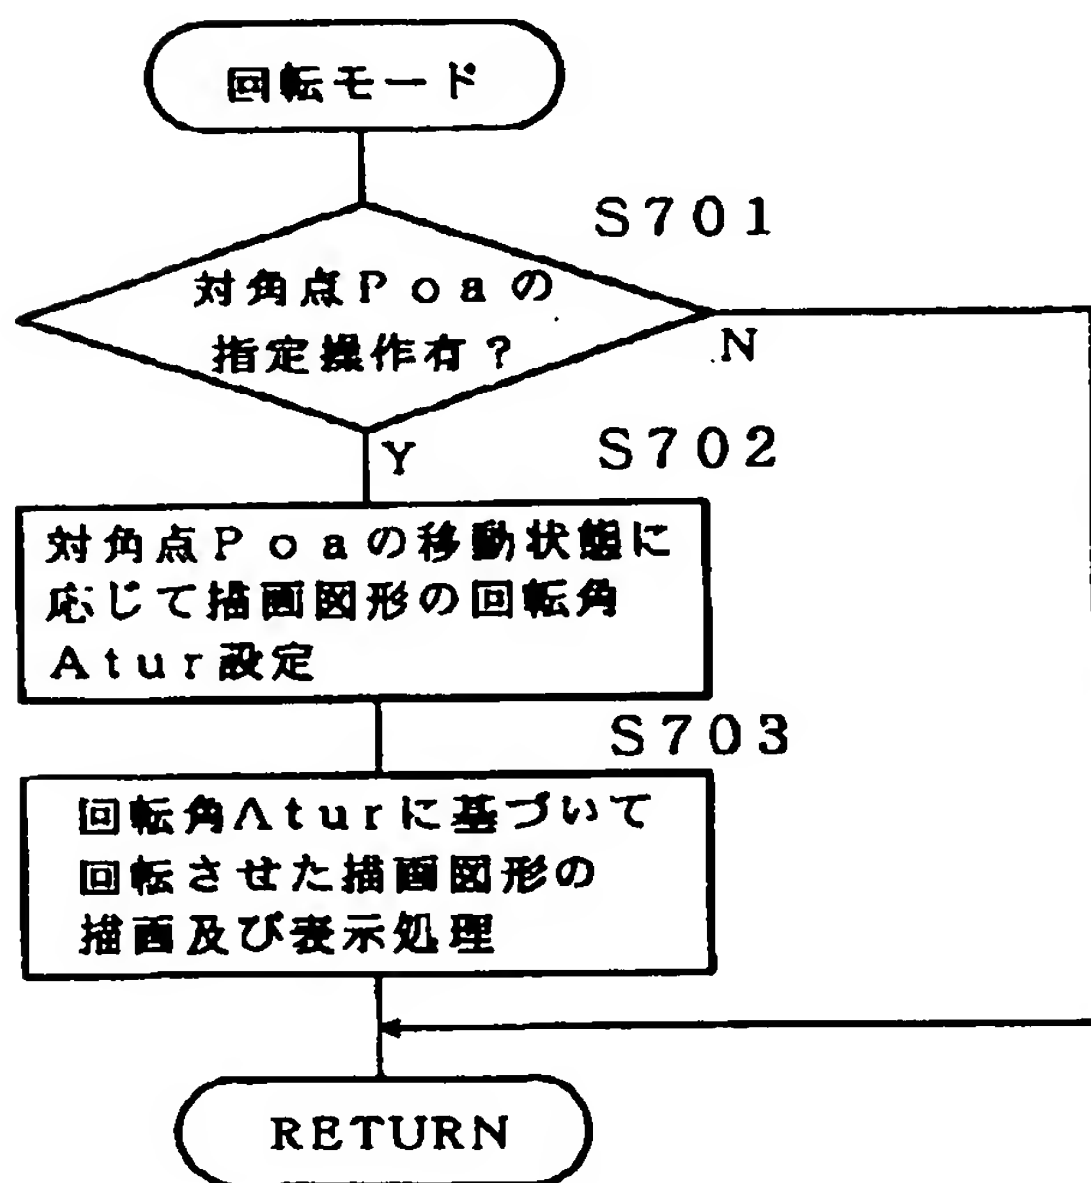 回転モード
S701
対角点Poaの
指定操作有?
N
Y
S702
対角点Poaの移動状態に
応じて描画図形の回転角
Atur設定
S703
回転角Aturに基づいて
回転させた描画図形の
描画及び表示処理
RETURN